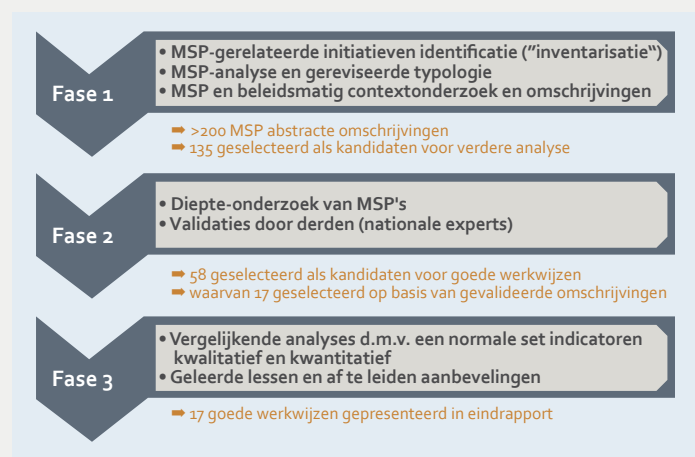 Fase 1
• MSP-gerelateerde initiatieven identificatie ("inventarisatie“)
• MSP-analyse en gereviseerde typologie
• MSP en beleidsmatig contextonderzoek en omschrijvingen
➡ >200 MSP abstracte omschrijvingen
➡ 135 geselecteerd als kandidaten voor verdere analyse
Fase 2
• Diepte-onderzoek van MSP's
• Validaties door derden (nationale experts)
➡ 58 geselecteerd als kandidaten voor goede werkwijzen
➡ waarvan 17 geselecteerd op basis van gevalideerde omschrijvingen
Fase 3
• Vergelijkende analyses d.m.v. een normale set indicatoren
kwalitatief en kwantitatief
• Geleerde lessen en af te leiden aanbevelingen
➡ 17 goede werkwijzen gepresenteerd in eindrapport